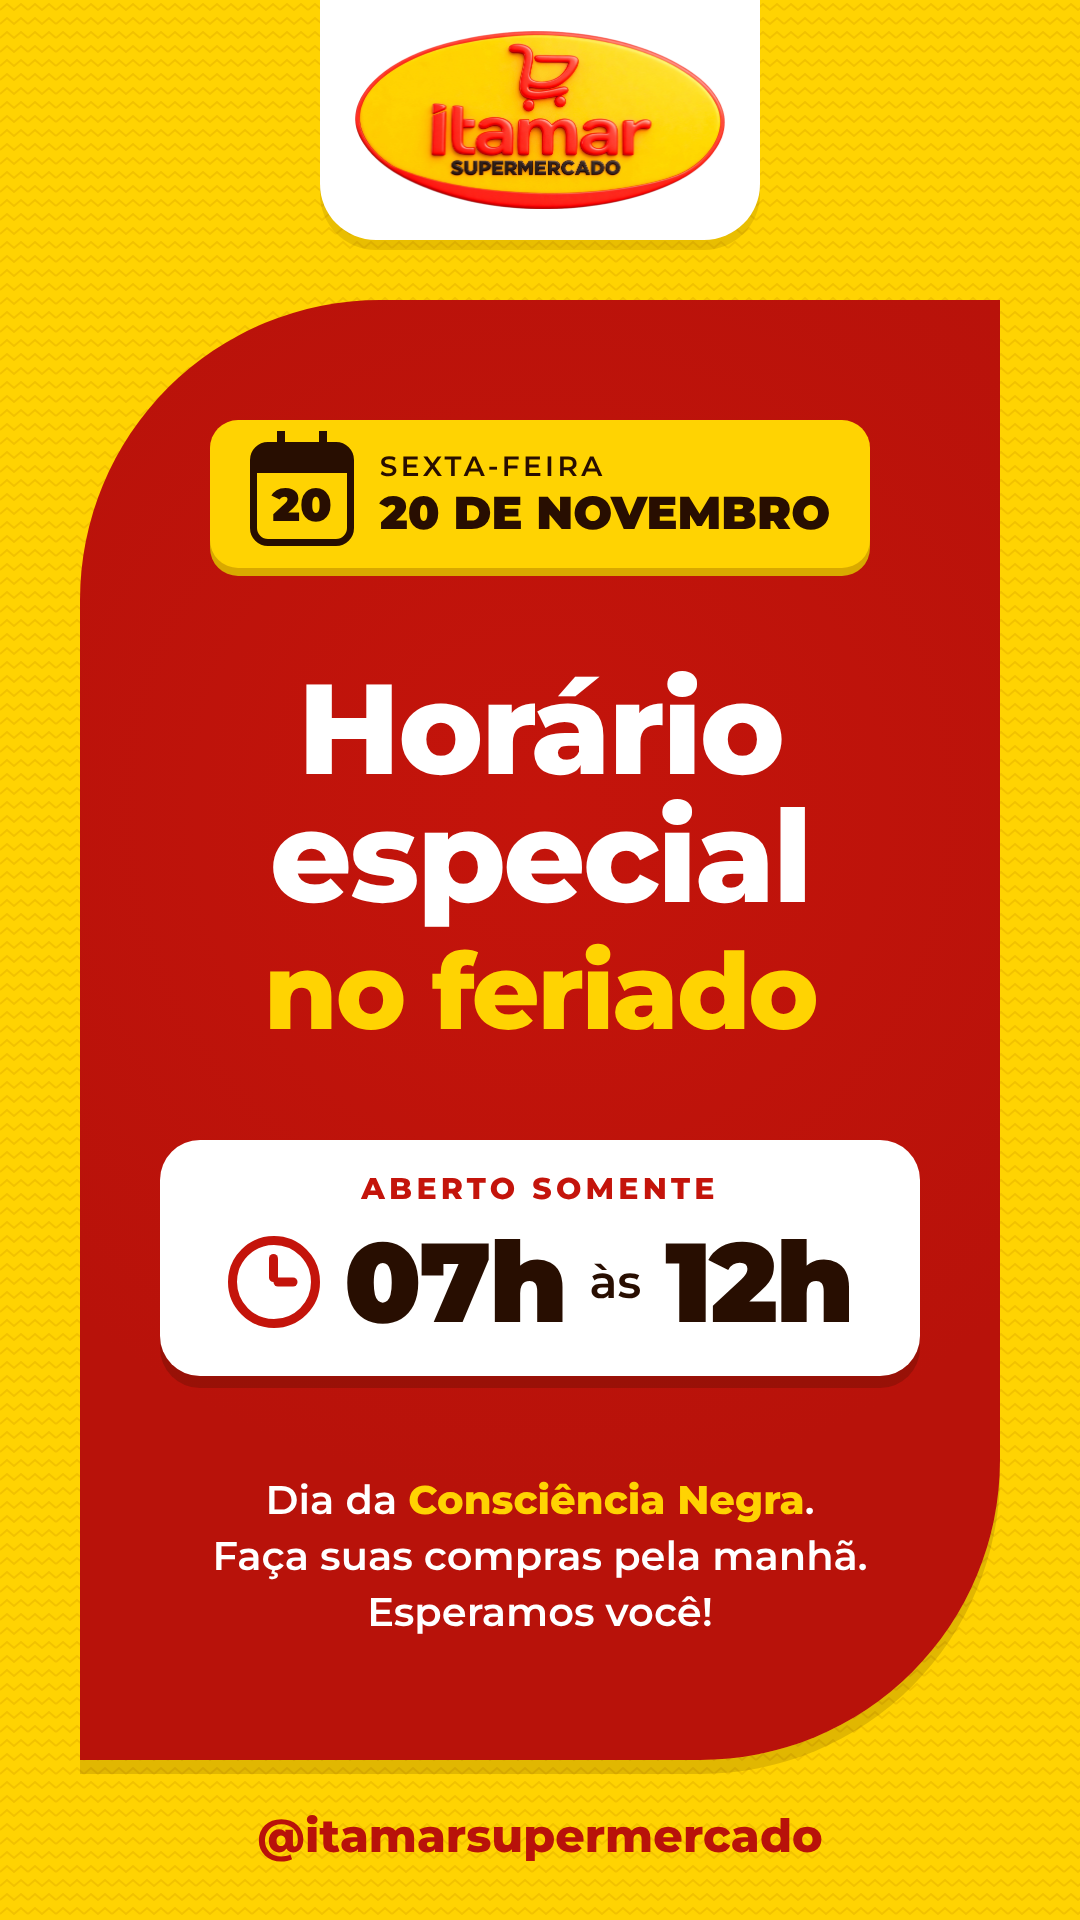 itamar
SUPERMERCADO
20
SEXTA-FEIRA
20 DE NOVEMBRO
Horário
especial
no feriado
ABERTO SOMENTE
07h às 12h
Dia da Consciência Negra.
Faça suas compras pela manhã.
Esperamos você!
@itamarsupermercado